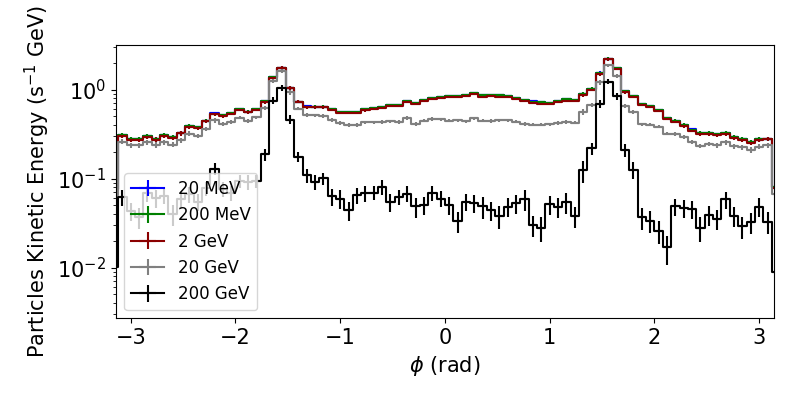 Particles Kinetic Energy (s⁻¹ GeV)
10⁰
10⁻¹
10⁻²
20 MeV
200 MeV
2 GeV
20 GeV
200 GeV
−3 −2 −1 0 1 2 3
ϕ (rad)